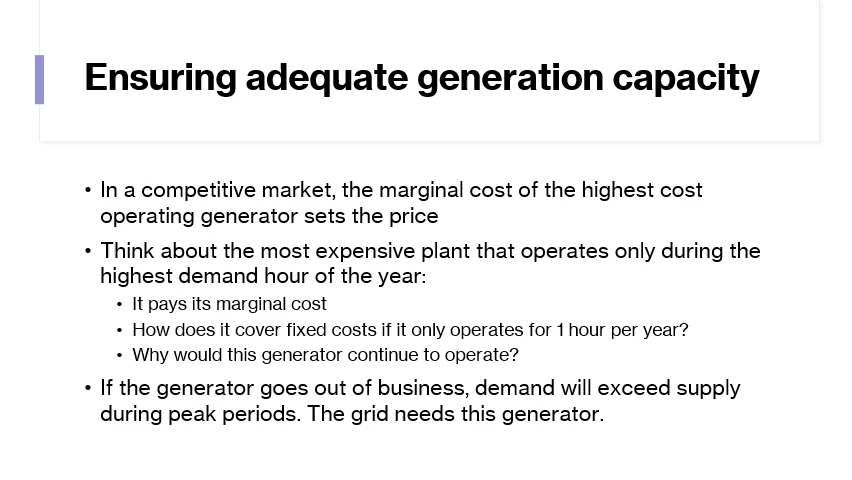 Ensuring adequate generation capacity
• In a competitive market, the marginal cost of the highest cost
operating generator sets the price
• Think about the most expensive plant that operates only during the
highest demand hour of the year:
• It pays its marginal cost
• How does it cover fixed costs if it only operates for 1 hour per year?
• Why would this generator continue to operate?
• If the generator goes out of business, demand will exceed supply
during peak periods. The grid needs this generator.